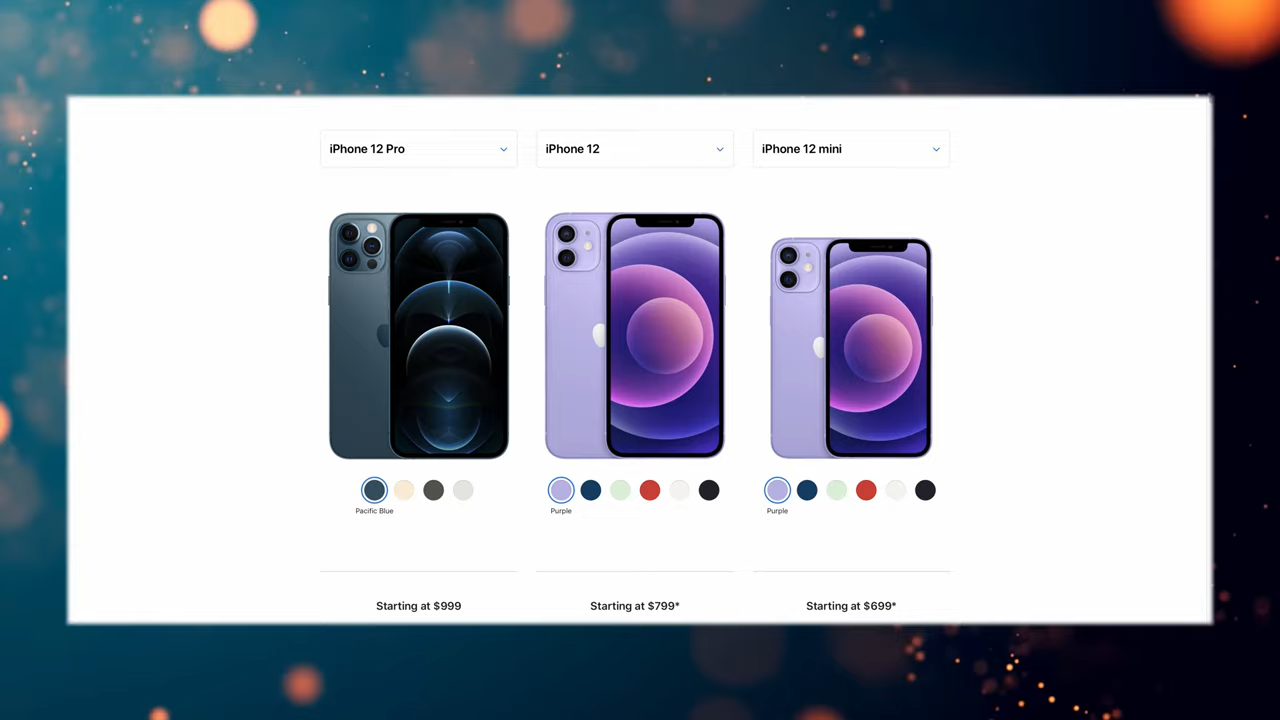 iPhone 12 Pro
iPhone 12
iPhone 12 mini
Pacific Blue
Purple
Purple
Starting at $999
Starting at $799*
Starting at $699*